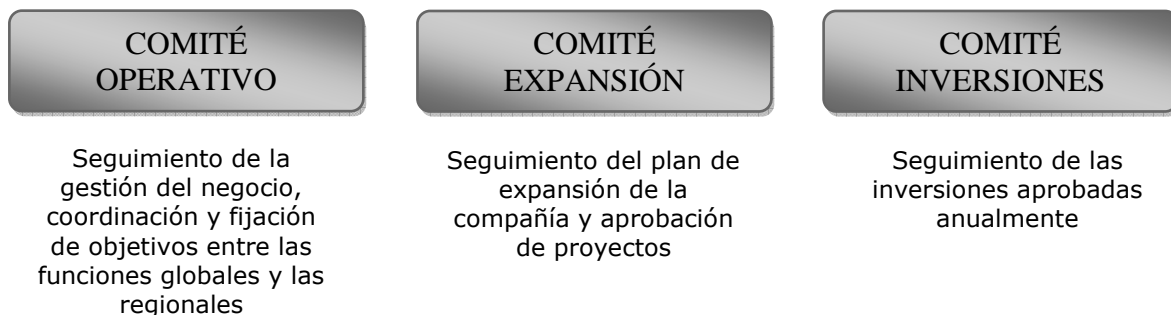 COMITÉ
OPERATIVO
Seguimiento de la
gestión del negocio,
coordinación y fijación
de objetivos entre las
funciones globales y las
regionales
COMITÉ
EXPANSIÓN
Seguimiento del plan de
expansión de la
compañía y aprobación
de proyectos
COMITÉ
INVERSIONES
Seguimiento de las
inversiones aprobadas
anualmente